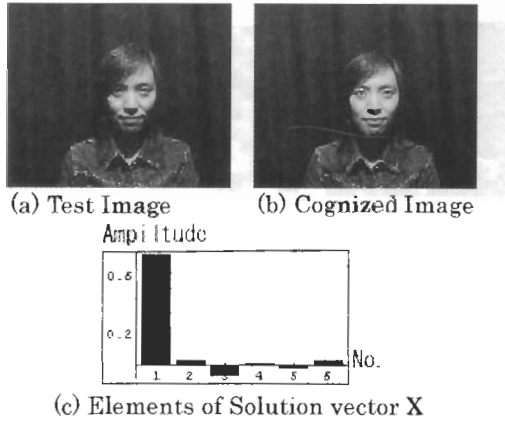 (a) Test Image
(b) Cognized Image
Ampiltude
0.6
0.2
1 2 3 4 5 6
No.
(c) Elements of Solution vector X